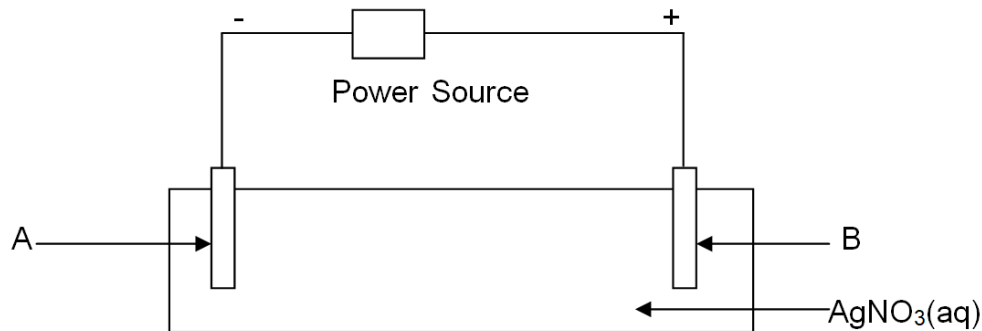 - +
Power Source
A B
AgNO₃(aq)